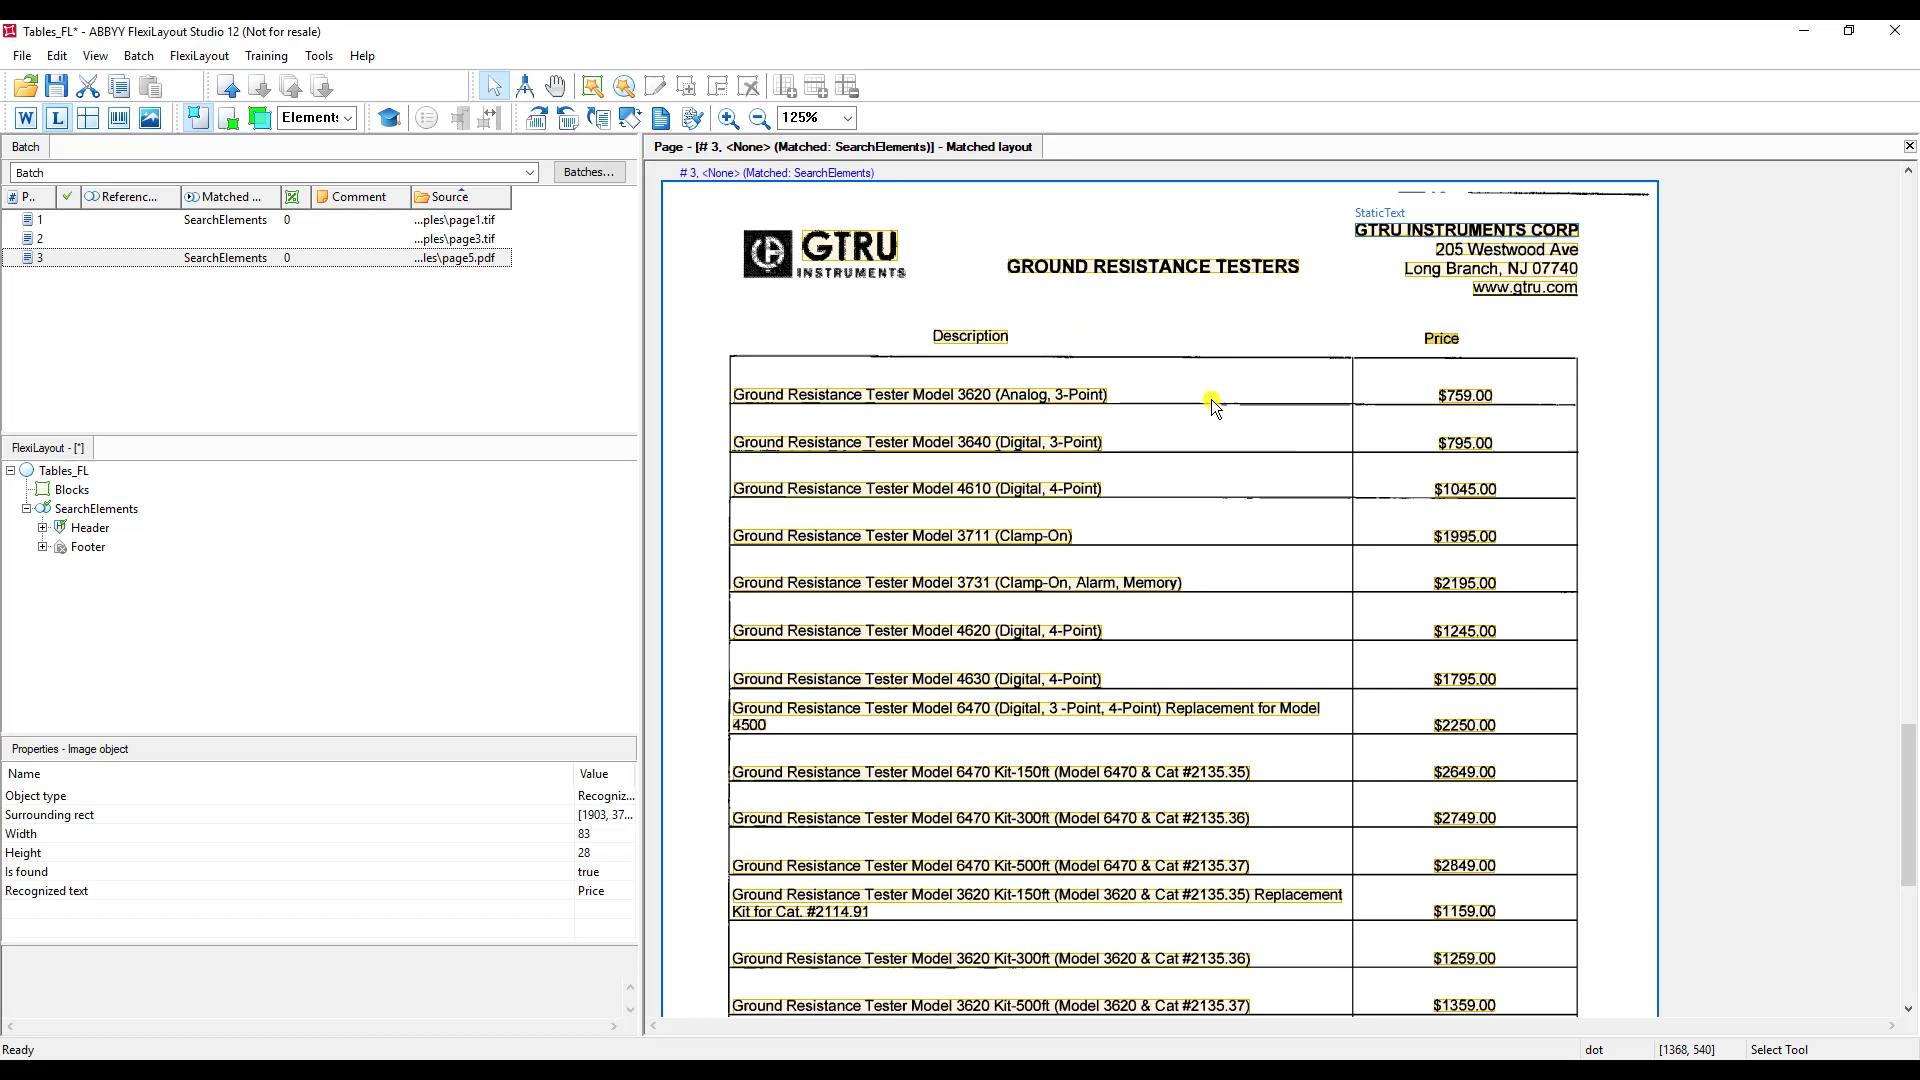 Tables_FL* - ABBYY FlexiLayout Studio 12 (Not for resale)
File Edit View Batch FlexiLayout Training Tools Help
W L Element: 125%
Batch
Page - [# 3, <None> (Matched: SearchElements)] - Matched layout
Batch Batches...
# 3, <None> (Matched: SearchElements)
# P.. Referenc... Matched ... Comment Source
1 SearchElements 0 ...ples\page1.tif
2 ...ples\page3.tif
3 SearchElements 0 ...les\page5.pdf
FlexiLayout - [*]
Tables_FL
Blocks
SearchElements
Header
Footer
Properties - Image object
Name Value
Object type Recogniz...
Surrounding rect [1903, 37...
Width 83
Height 28
Is found true
Recognized text Price
StaticText
GTRU INSTRUMENTS CORP
205 Westwood Ave
Long Branch, NJ 07740
www.gtru.com
GTRU
INSTRUMENTS
GROUND RESISTANCE TESTERS
Description Price
Ground Resistance Tester Model 3620 (Analog, 3-Point) $759.00
Ground Resistance Tester Model 3640 (Digital, 3-Point) $795.00
Ground Resistance Tester Model 4610 (Digital, 4-Point) $1045.00
Ground Resistance Tester Model 3711 (Clamp-On) $1995.00
Ground Resistance Tester Model 3731 (Clamp-On, Alarm, Memory) $2195.00
Ground Resistance Tester Model 4620 (Digital, 4-Point) $1245.00
Ground Resistance Tester Model 4630 (Digital, 4-Point) $1795.00
Ground Resistance Tester Model 6470 (Digital, 3 -Point, 4-Point) Replacement for Model
4500 $2250.00
Ground Resistance Tester Model 6470 Kit-150ft (Model 6470 & Cat #2135.35) $2649.00
Ground Resistance Tester Model 6470 Kit-300ft (Model 6470 & Cat #2135.36) $2749.00
Ground Resistance Tester Model 6470 Kit-500ft (Model 6470 & Cat #2135.37) $2849.00
Ground Resistance Tester Model 3620 Kit-150ft (Model 3620 & Cat #2135.35) Replacement
Kit for Cat. #2114.91 $1159.00
Ground Resistance Tester Model 3620 Kit-300ft (Model 3620 & Cat #2135.36) $1259.00
Ground Resistance Tester Model 3620 Kit-500ft (Model 3620 & Cat #2135.37) $1359.00
Ready dot [1368, 540] Select Tool